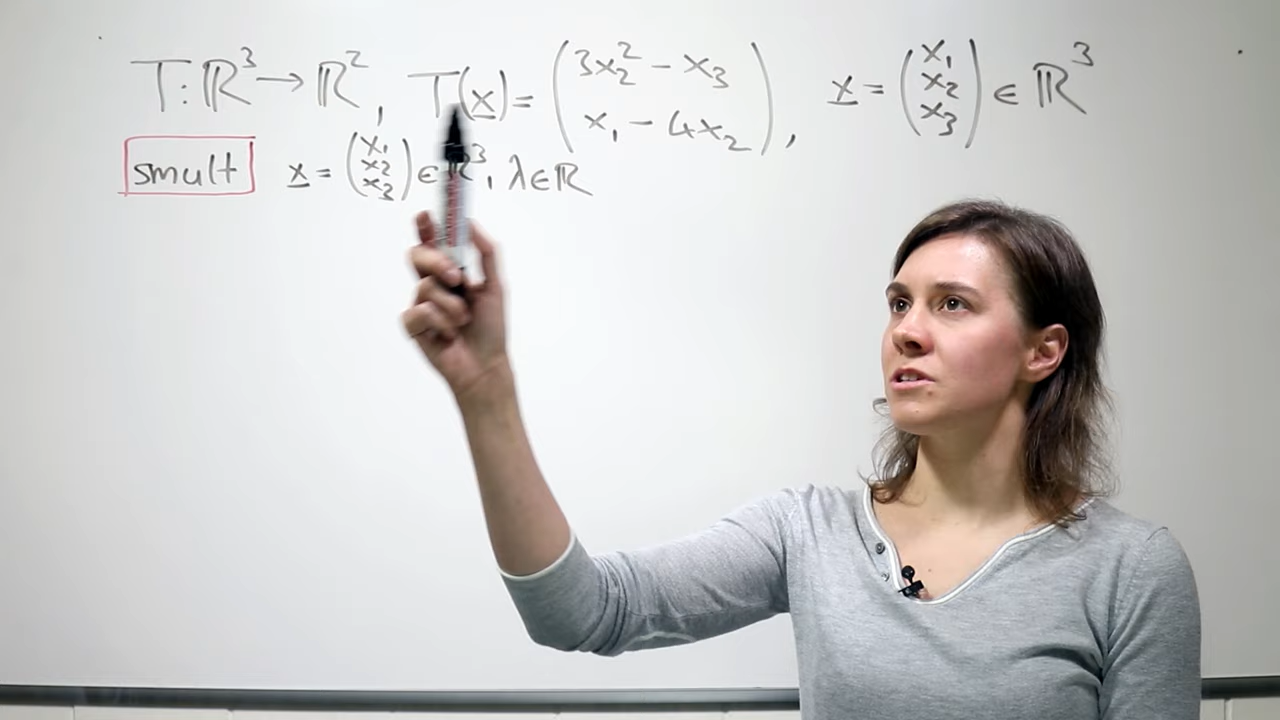 T: ℝ³ → ℝ², T(x̲) = (3x₂² − x₃ ; x₁ − 4x₂), x̲ = (x₁ ; x₂ ; x₃) ∈ ℝ³
smult x̲ = (x₁ ; x₂ ; x₃) ∈ ℝ³, λ ∈ ℝ